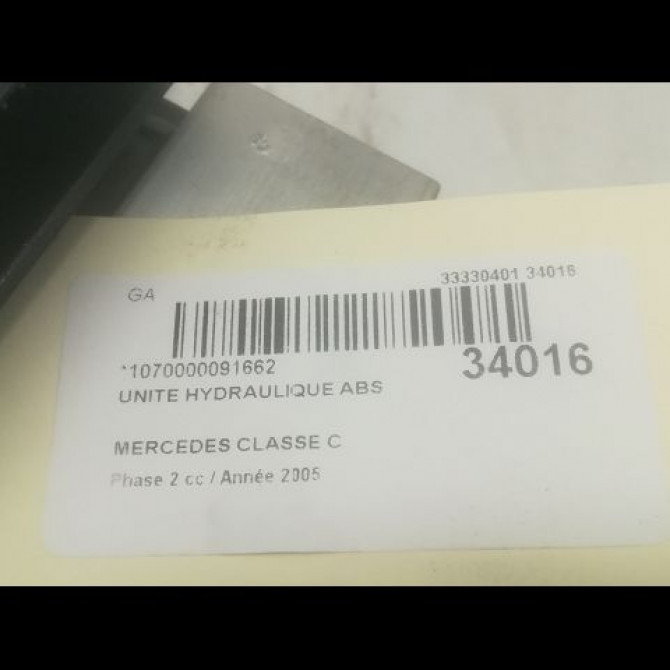 GA
33330401 34016
*1070000091662
34016
UNITE HYDRAULIQUE ABS
MERCEDES CLASSE C
Phase 2 cc / Année 2005